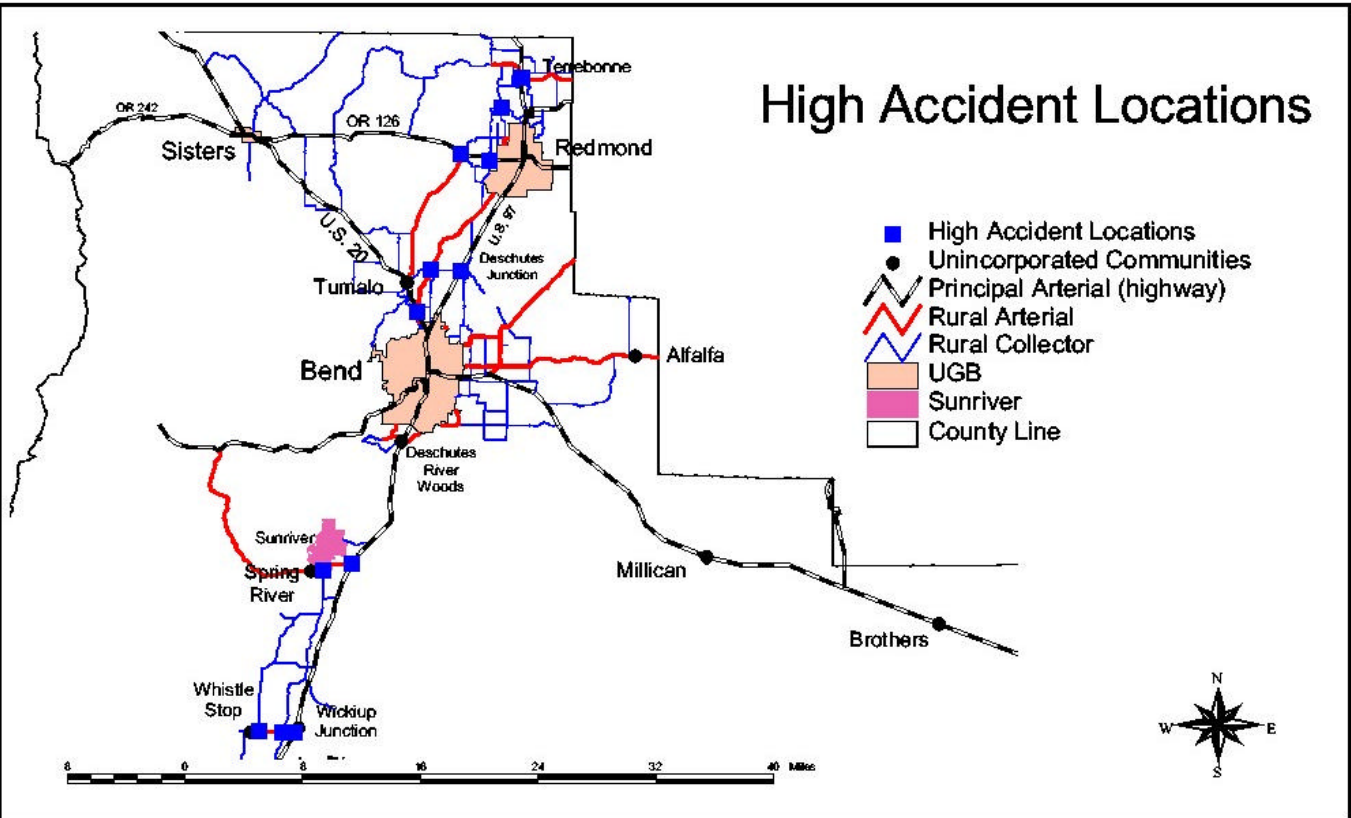 High Accident Locations
Terrebonne
OR 242
OR 126
Sisters
Redmond
U.S. 20
U.S. 97
Deschutes
Junction
Tumalo
Bend
Alfalfa
Deschutes
River
Woods
Sunriver
Spring
River
Millican
Brothers
Whistle
Stop
Wickiup
Junction
High Accident Locations
Unincorporated Communities
Principal Arterial (highway)
Rural Arterial
Rural Collector
UGB
Sunriver
County Line
N
W
E
S
8 0 8 16 24 32 40 Miles